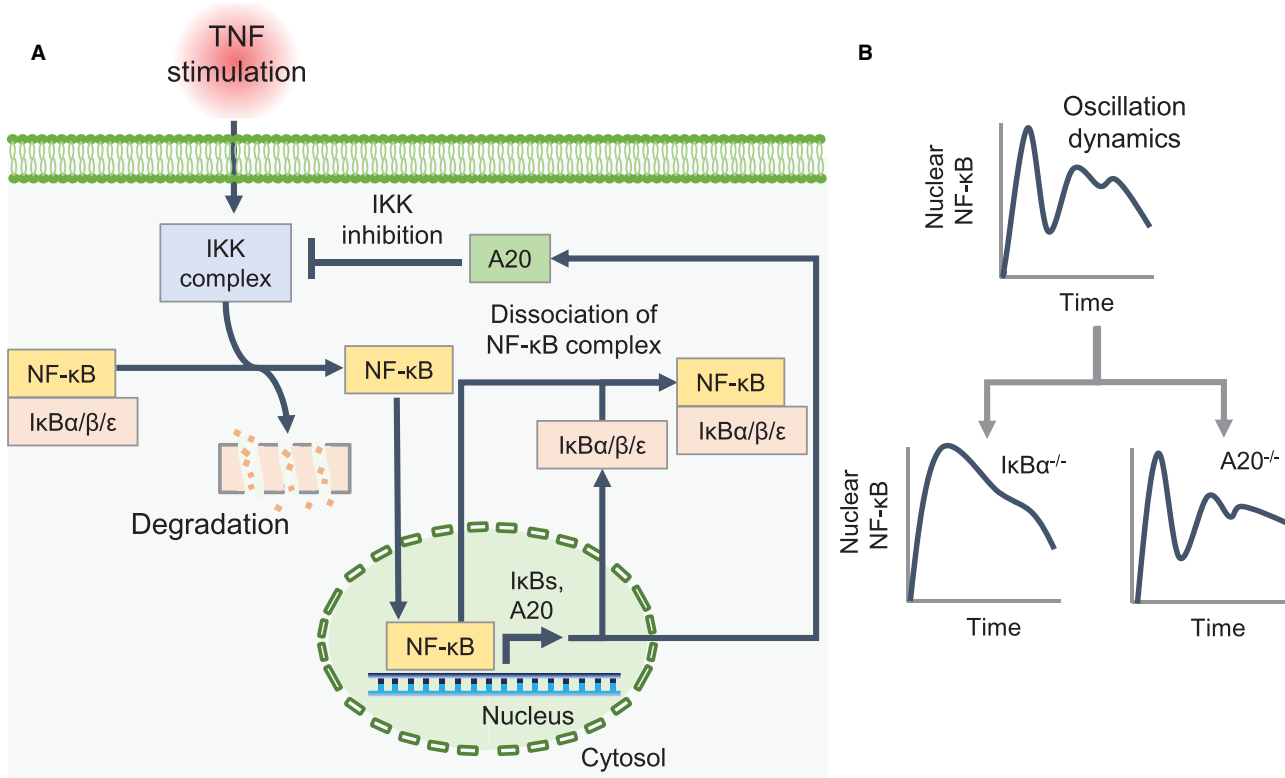 A
TNF
stimulation
IKK
inhibition
IKK
complex
A20
Dissociation of
NF-κB complex
NF-κB
IκBα/β/ε
NF-κB
NF-κB
IκBα/β/ε
IκBα/β/ε
Degradation
IκBs,
A20
NF-κB
Nucleus
Cytosol
B
Oscillation
dynamics
Nuclear
NF-κB
Time
IκBα-/-
Nuclear
NF-κB
Time
A20-/-
Time